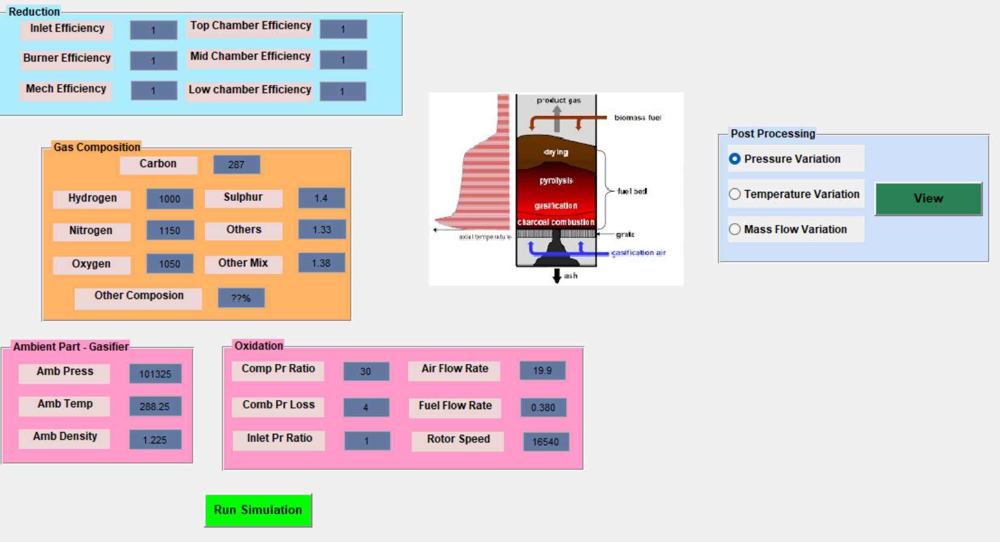 Reduction
Inlet Efficiency
1
Top Chamber Efficiency
1
Burner Efficiency
1
Mid Chamber Efficiency
1
Mech Efficiency
1
Low chamber Efficiency
1
Gas Composition
Carbon
287
Hydrogen
1000
Sulphur
1.4
Nitrogen
1150
Others
1.33
Oxygen
1050
Other Mix
1.38
Other Composion
??%
product gas
biomass fuel
drying
pyrolysis
fuel bed
gasification
charcoal combustion
axial temperature
grate
gasification air
ash
Post Processing
Pressure Variation
Temperature Variation
Mass Flow Variation
View
Ambient Part - Gasifier
Amb Press
101325
Amb Temp
288.25
Amb Density
1.225
Oxidation
Comp Pr Ratio
30
Air Flow Rate
19.9
Comb Pr Loss
4
Fuel Flow Rate
0.380
Inlet Pr Ratio
1
Rotor Speed
16540
Run Simulation